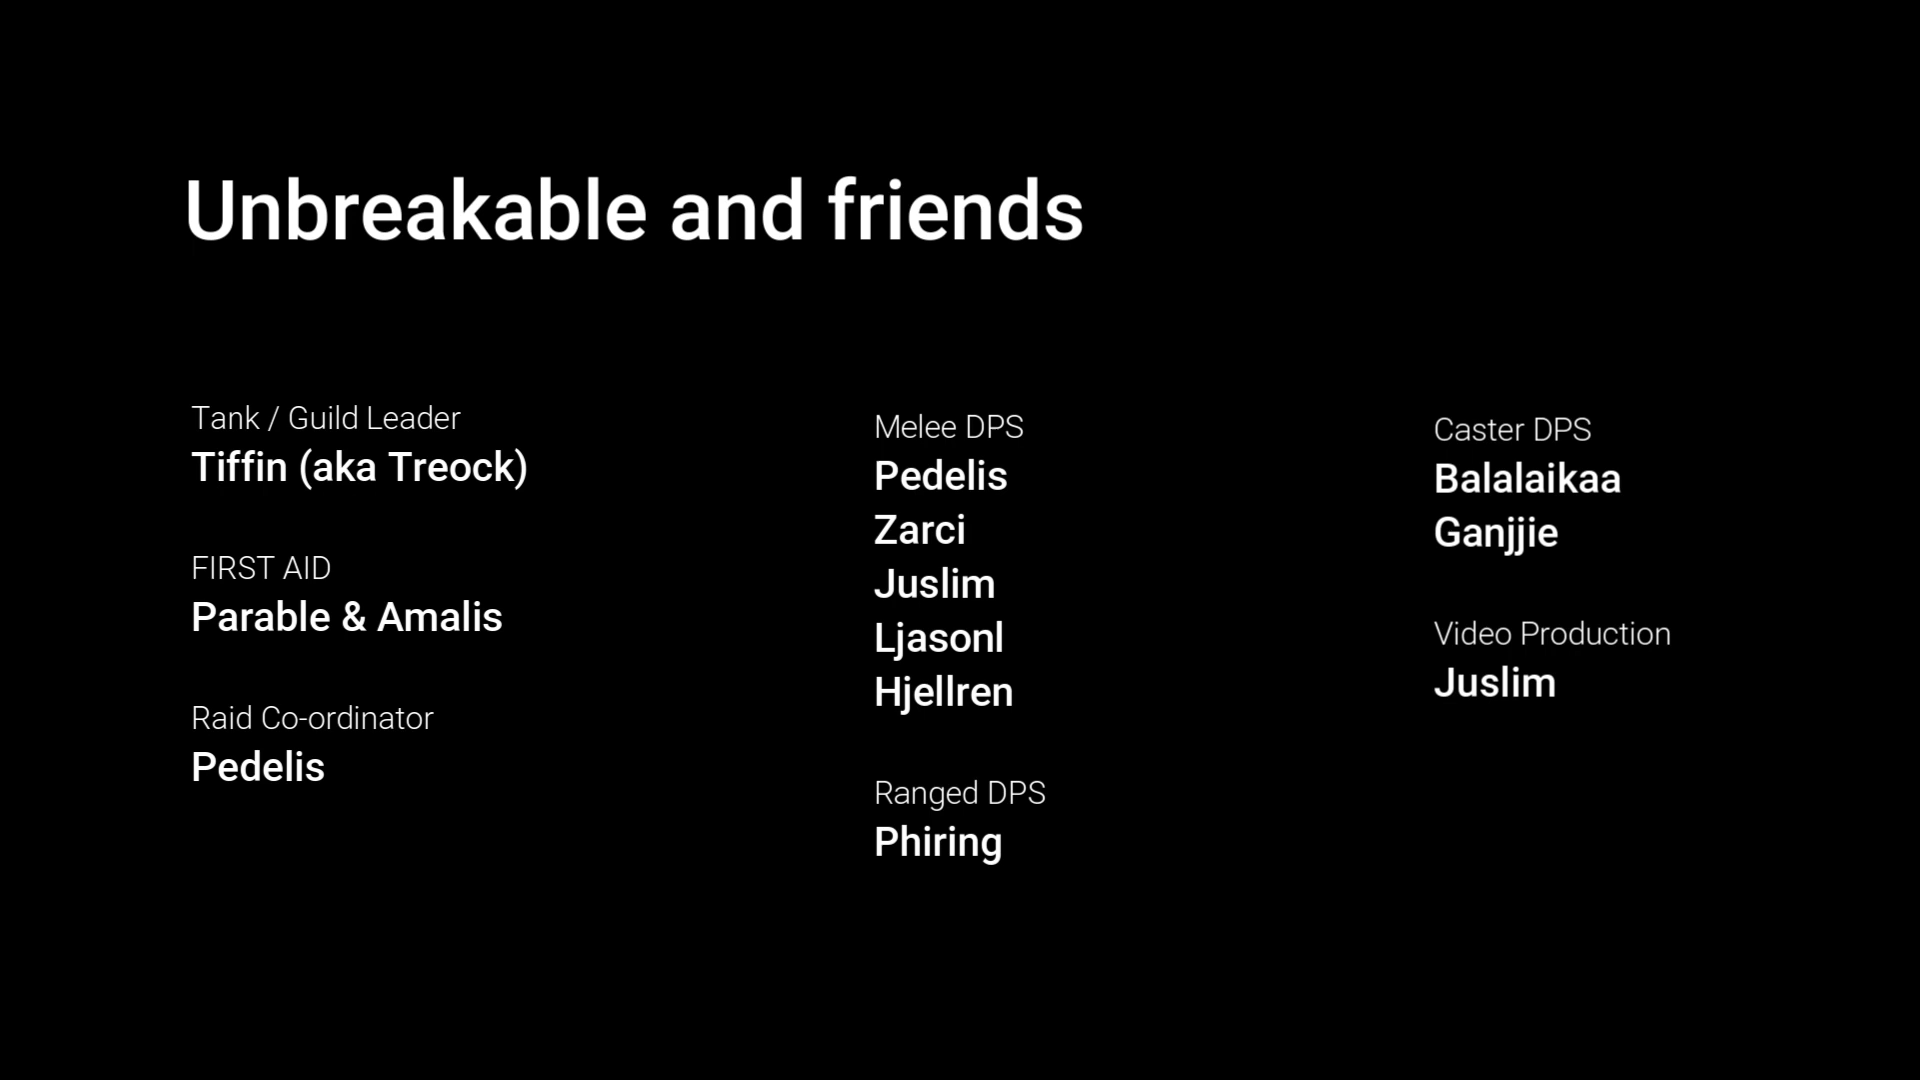 Unbreakable and friends
Tank / Guild Leader
Tiffin (aka Treock)
FIRST AID
Parable & Amalis
Raid Co-ordinator
Pedelis
Melee DPS
Pedelis
Zarci
Juslim
Ljasonl
Hjellren
Ranged DPS
Phiring
Caster DPS
Balalaikaa
Ganjjie
Video Production
Juslim